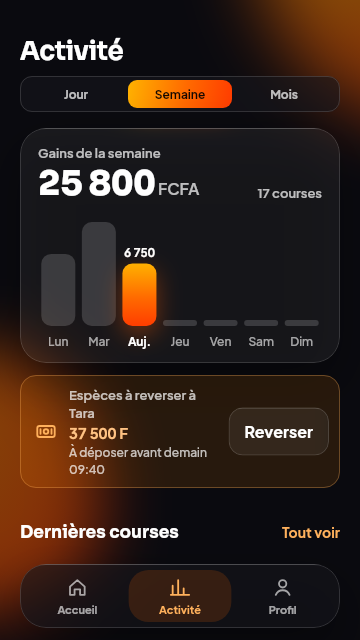 Activité
Jour Semaine Mois
Gains de la semaine
25 800 FCFA 17 courses
6 750
Lun Mar Auj. Jeu Ven Sam Dim
Espèces à reverser à
Tara
37 500 F
À déposer avant demain
09:40
Reverser
Dernières courses Tout voir
Accueil Activité Profil